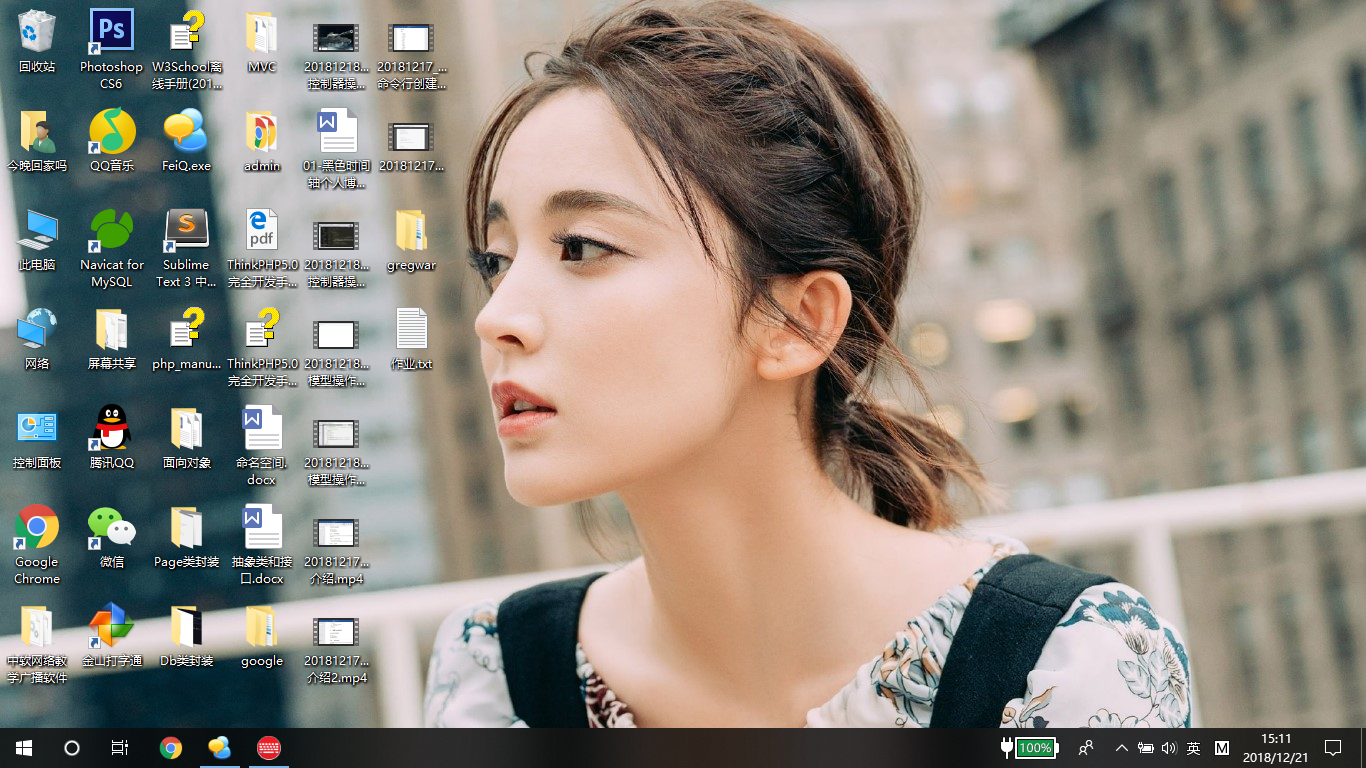 回收站
Ps
Photoshop
CS6
W3School离
线手册(201...
MVC
20181218...
控制器操...
20181217_...
命令行创建...
今晚回家吗
QQ音乐
FeiQ.exe
admin
W
01-黑色时间
轴个人博...
20181217...
此电脑
Navicat for
MySQL
S
Sublime
Text 3 中...
e
pdf
ThinkPHP5.0
完全开发手...
20181218...
控制器操...
gregwar
网络
屏幕共享
php_manu...
ThinkPHP5.0
完全开发手...
20181218...
模型操作...
作业.txt
控制面板
腾讯QQ
面向对象
W
命名空间.
docx
20181218...
模型操作...
Google
Chrome
微信
Page类封装
W
抽象类和接
口.docx
20181217...
介绍.mp4
中软网络教
学广播软件
金山打字通
Db类封装
google
20181217...
介绍2.mp4
100%
英
M
15:11
2018/12/21